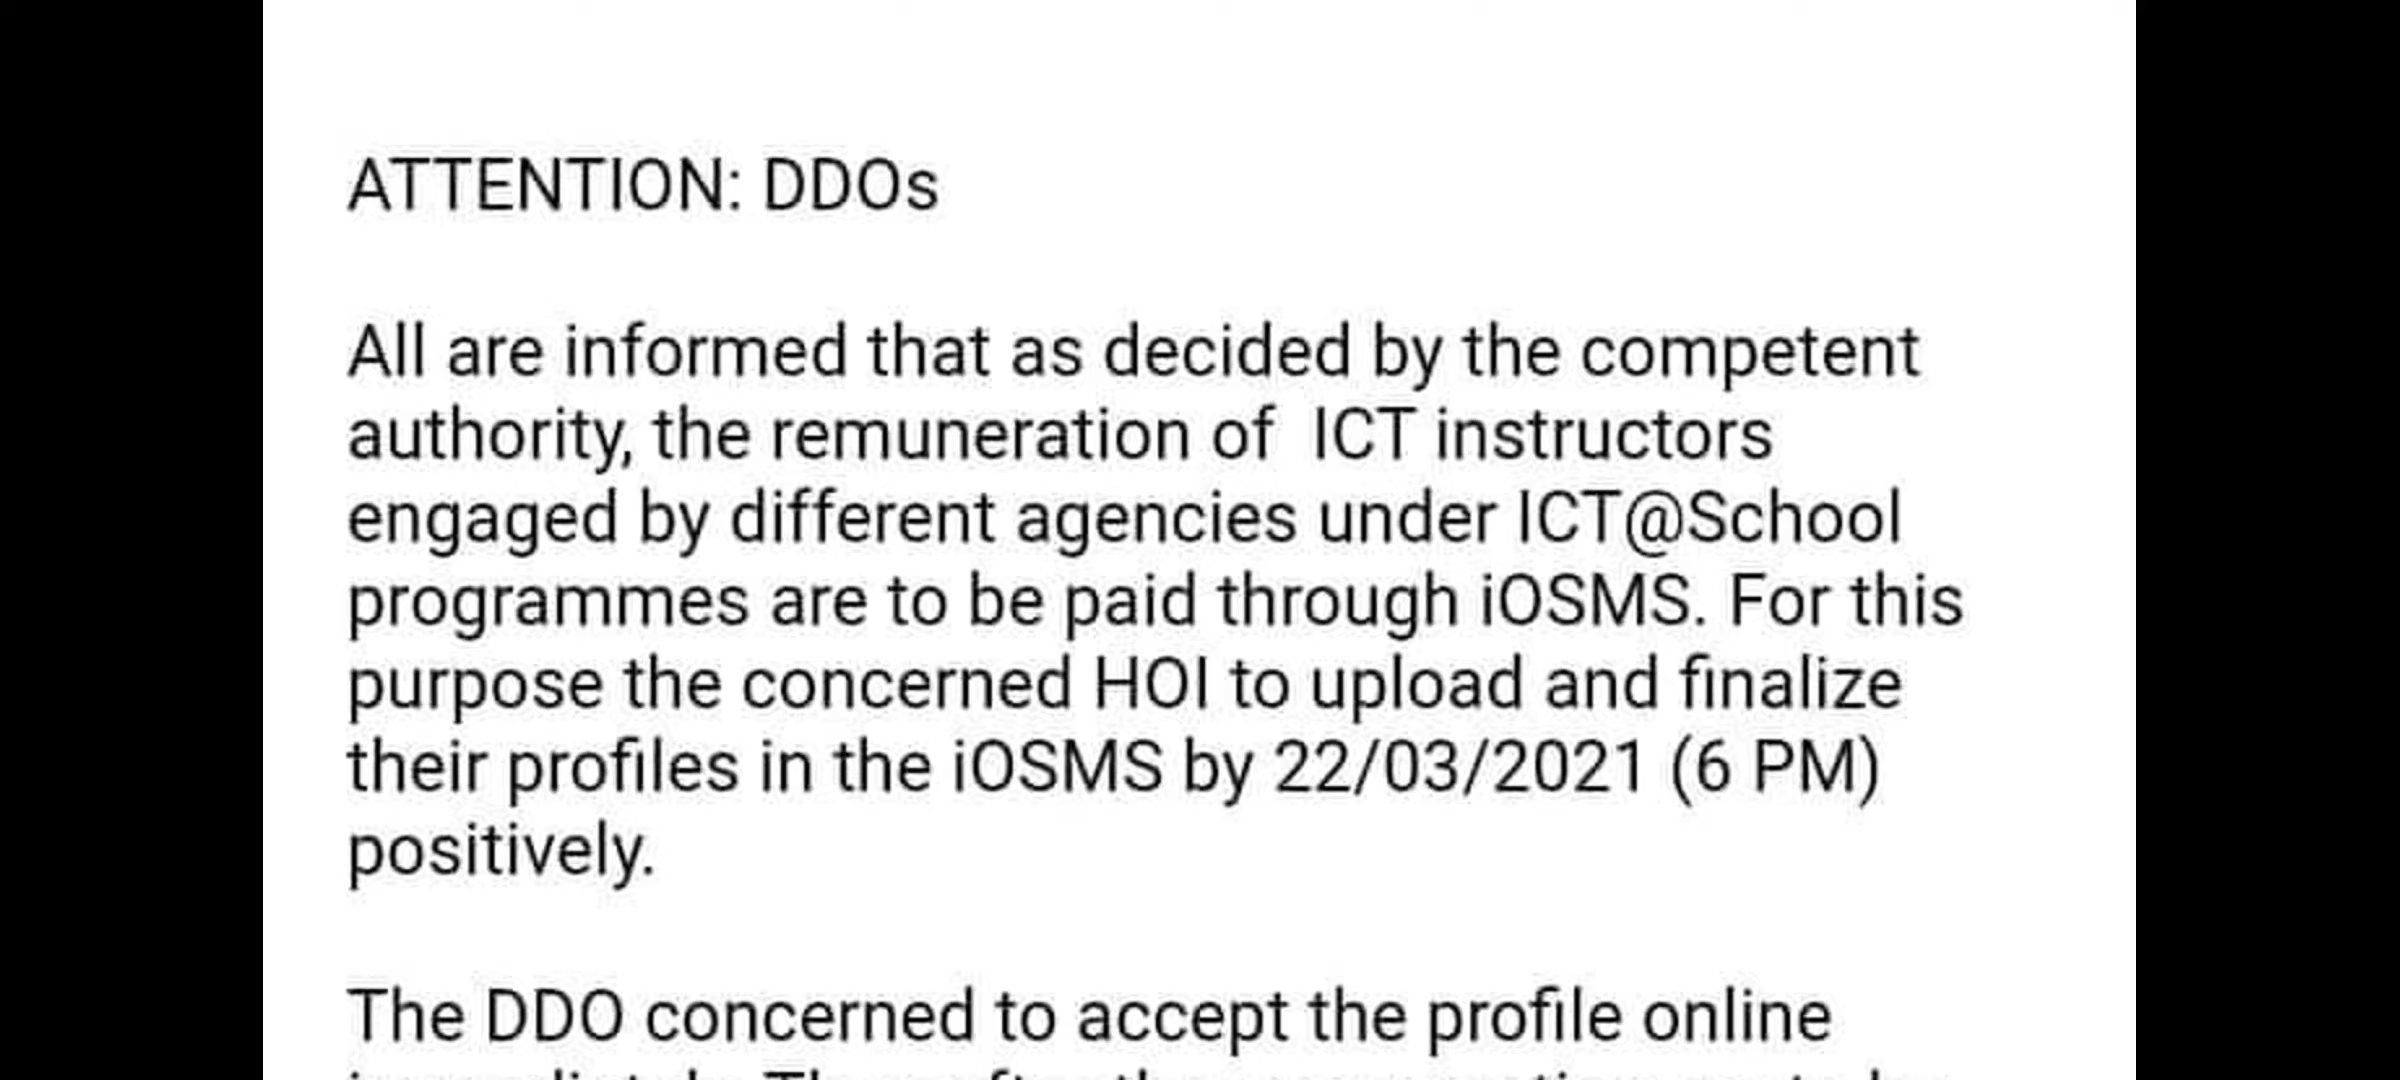 ATTENTION: DDOs
All are informed that as decided by the competent
authority, the remuneration of  ICT instructors
engaged by different agencies under ICT@School
programmes are to be paid through iOSMS. For this
purpose the concerned HOI to upload and finalize
their profiles in the iOSMS by 22/03/2021 (6 PM)
positively.
The DDO concerned to accept the profile online